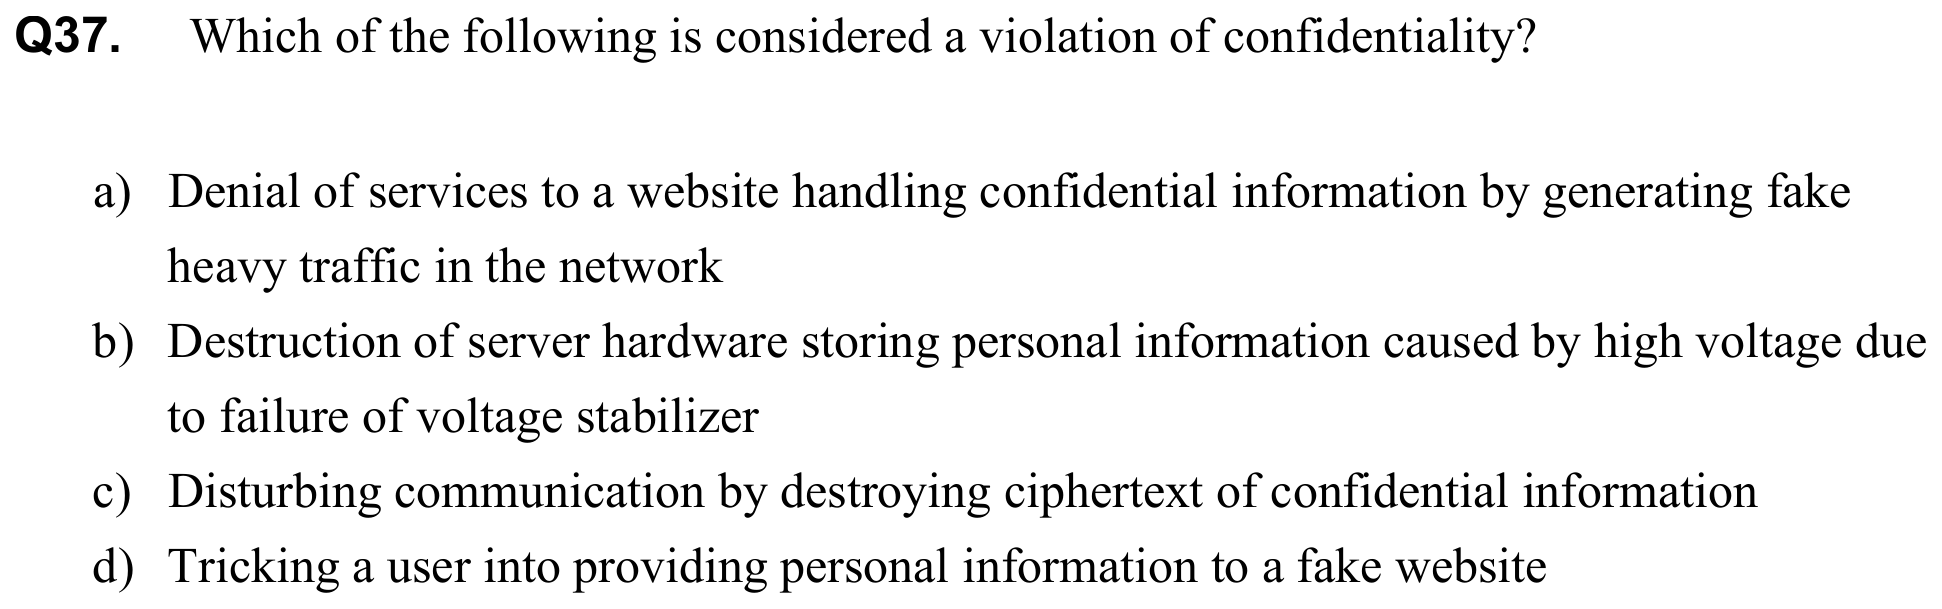 Q37. Which of the following is considered a violation of confidentiality?
a) Denial of services to a website handling confidential information by generating fake
heavy traffic in the network
b) Destruction of server hardware storing personal information caused by high voltage due
to failure of voltage stabilizer
c) Disturbing communication by destroying ciphertext of confidential information
d) Tricking a user into providing personal information to a fake website